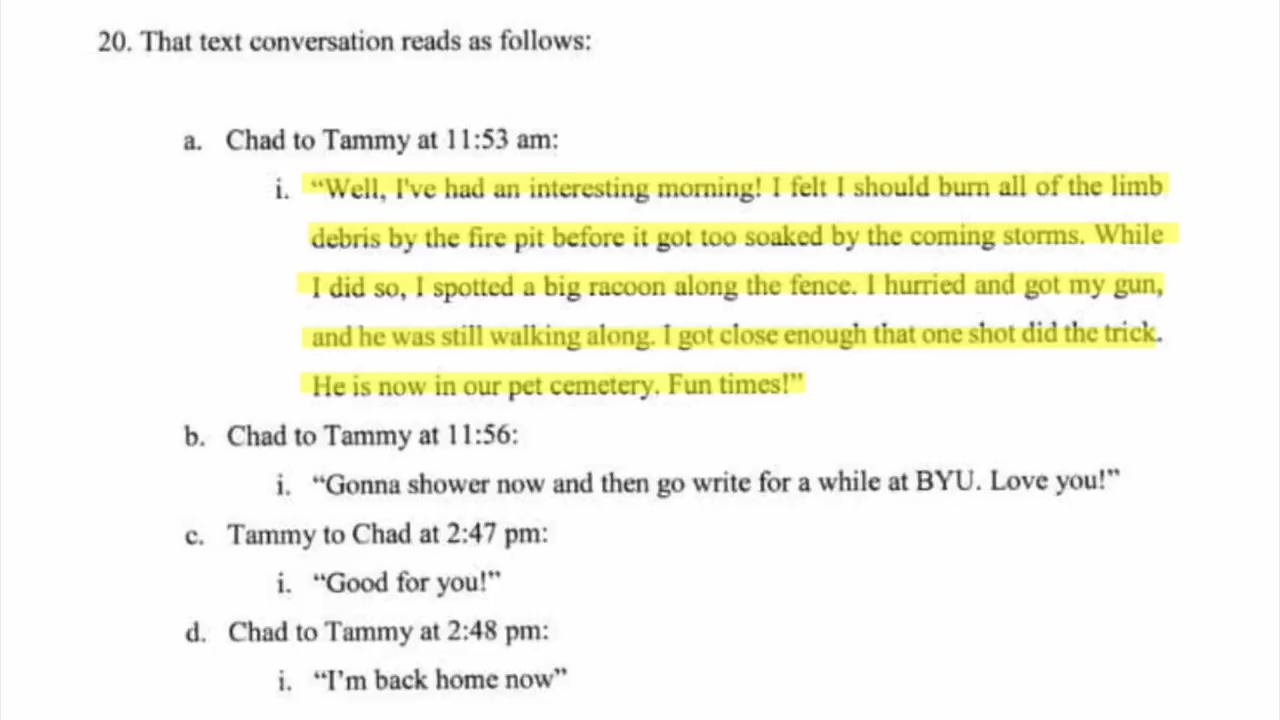 20. That text conversation reads as follows:
a. Chad to Tammy at 11:53 am:
i. “Well, I've had an interesting morning! I felt I should burn all of the limb
debris by the fire pit before it got too soaked by the coming storms. While
I did so, I spotted a big racoon along the fence. I hurried and got my gun,
and he was still walking along. I got close enough that one shot did the trick.
He is now in our pet cemetery. Fun times!”
b. Chad to Tammy at 11:56:
i. “Gonna shower now and then go write for a while at BYU. Love you!”
c. Tammy to Chad at 2:47 pm:
i. “Good for you!”
d. Chad to Tammy at 2:48 pm:
i. “I’m back home now”